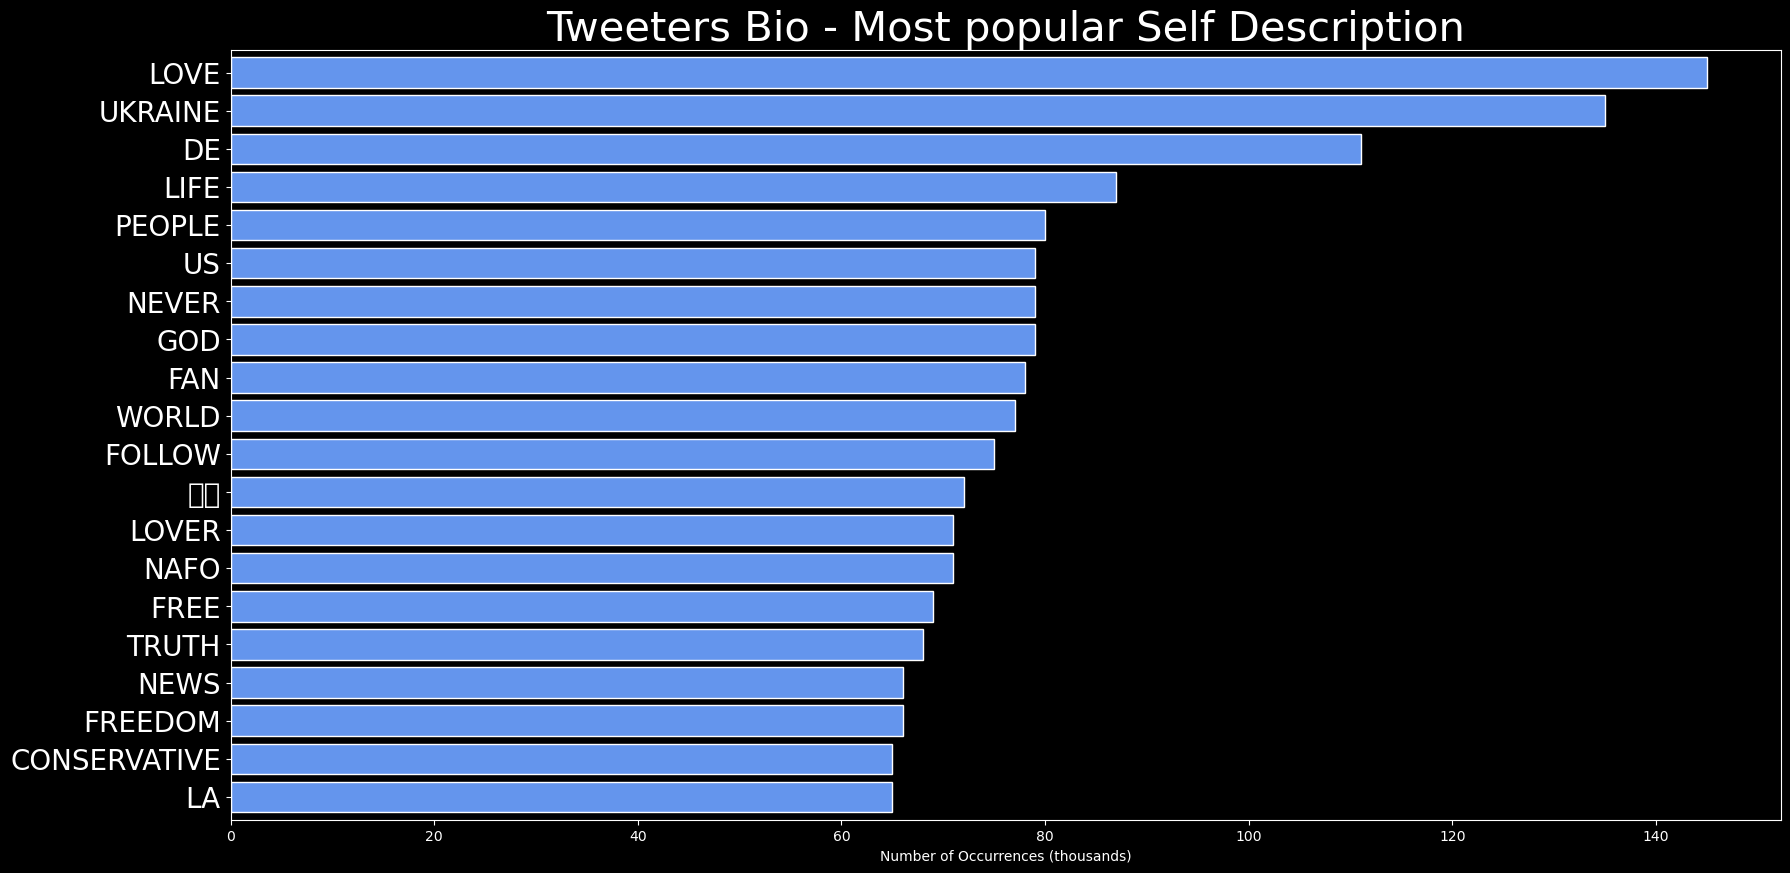 Tweeters Bio - Most popular Self Description
LOVE
UKRAINE
DE
LIFE
PEOPLE
US
NEVER
GOD
FAN
WORLD
FOLLOW
LOVER
NAFO
FREE
TRUTH
NEWS
FREEDOM
CONSERVATIVE
LA
0 20 40 60 80 100 120 140
Number of Occurrences (thousands)